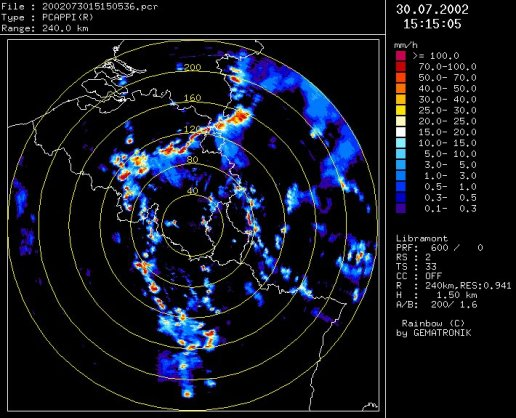 File : 2002073015150536.pcr
Type : PCAPPI(R)
Range: 240.0 km
30.07.2002
15:15:05
200
160
120
80
40
mm/h
>= 100.0
70.0-100.0
50.0- 70.0
40.0- 50.0
30.0- 40.0
25.0- 30.0
20.0- 25.0
15.0- 20.0
10.0- 15.0
5.0- 10.0
3.0- 5.0
1.0- 3.0
0.5- 1.0
0.3- 0.5
0.1- 0.3
Libramont
PRF: 600 / 0
RS : 2
TS : 33
CC : OFF
R : 240km,RES:0.941
H : 1.50 km
A/B: 200/ 1.6
Rainbow (C)
by GEMATRONIK